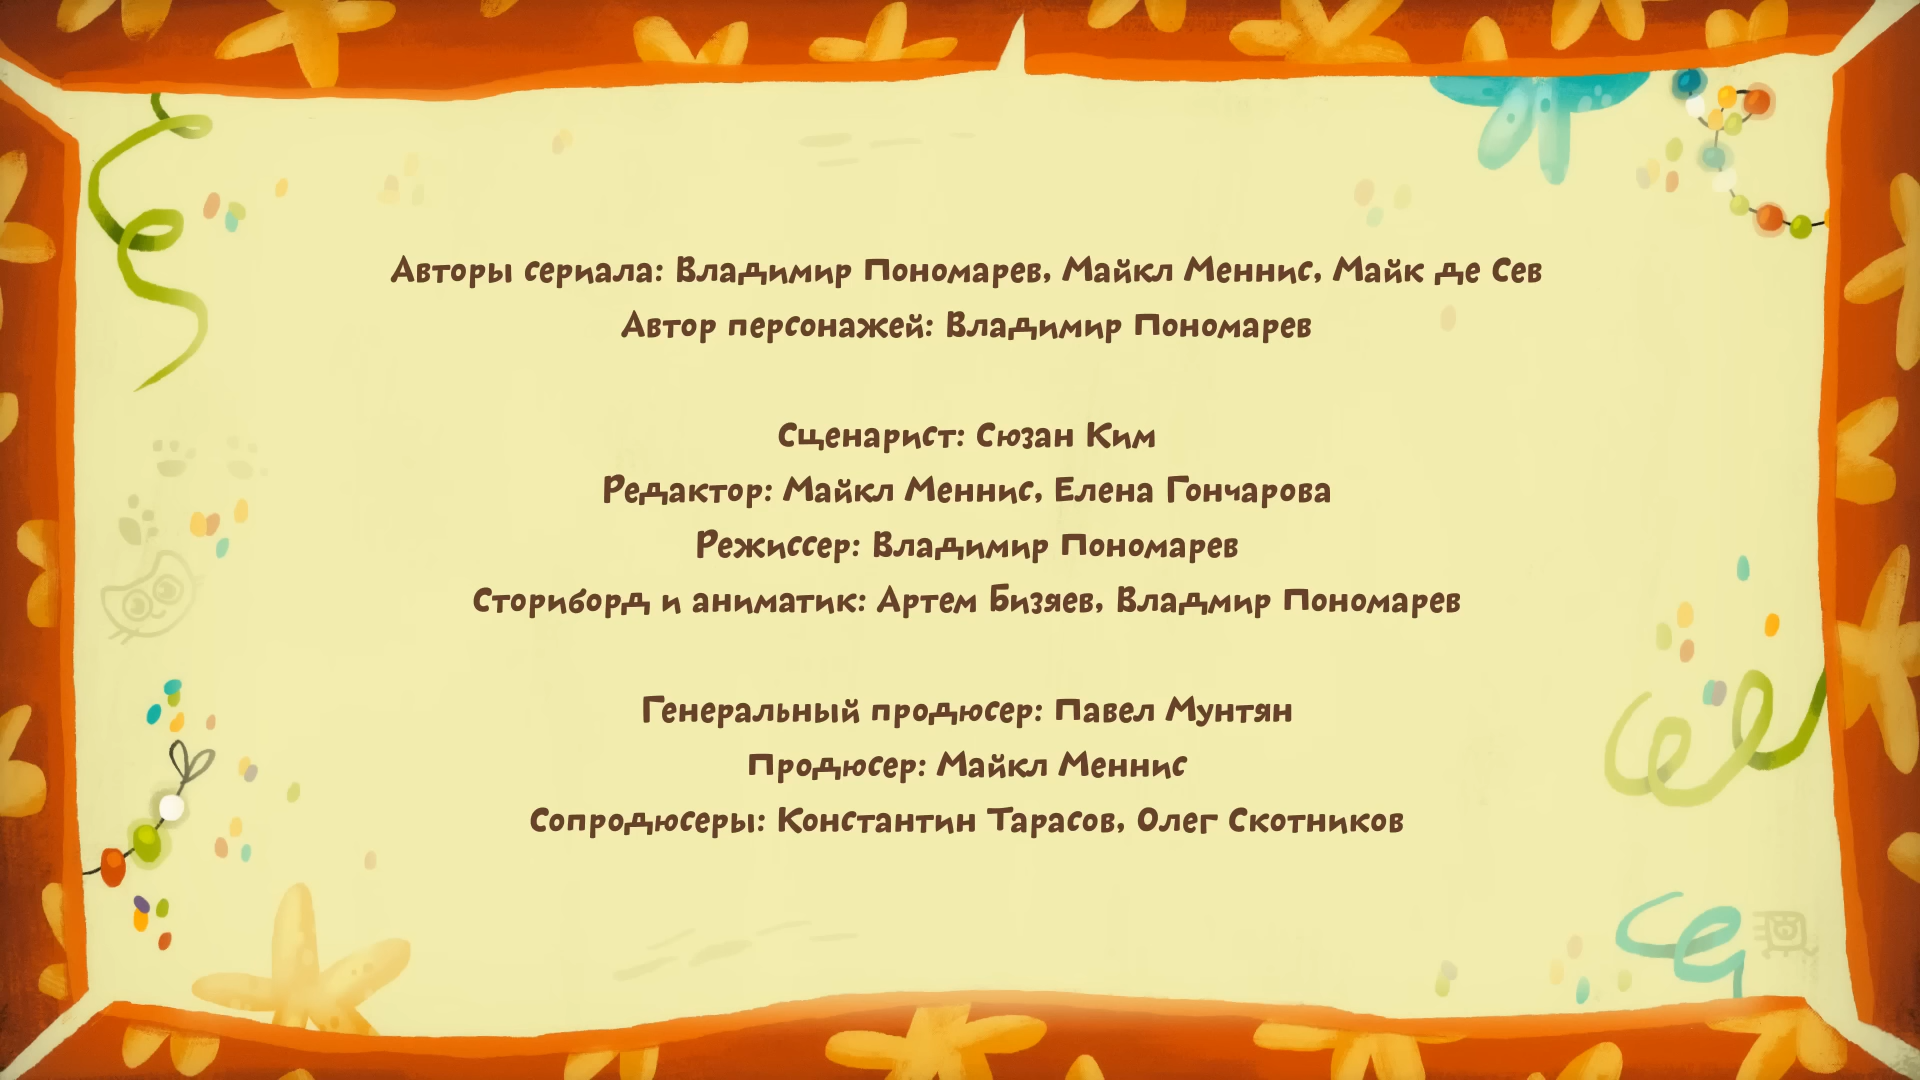 Авторы сериала: Владимир Пономарев, Майкл Меннис, Майк де Сев
Автор персонажей: Владимир Пономарев
Сценарист: Сюзан Ким
Редактор: Майкл Меннис, Елена Гончарова
Режиссер: Владимир Пономарев
Сториборд и аниматик: Артем Бизяев, Владмир Пономарев
Генеральный продюсер: Павел Мунтян
Продюсер: Майкл Меннис
Сопродюсеры: Константин Тарасов, Олег Скотников